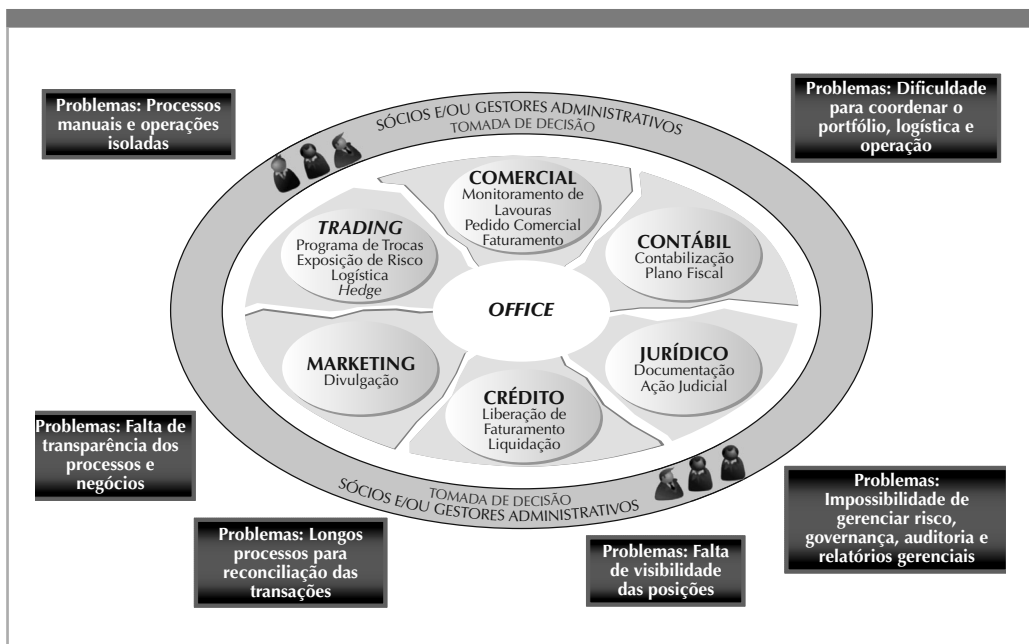 Problemas: Processos
manuais e operações
isoladas
Problemas: Dificuldade
para coordenar o
portfólio, logística e
operação
SÓCIOS E/OU GESTORES ADMINISTRATIVOS
TOMADA DE DECISÃO
COMERCIAL
Monitoramento de
Lavouras
Pedido Comercial
Faturamento
TRADING
Programa de Trocas
Exposição de Risco
Logística
Hedge
CONTÁBIL
Contabilização
Plano Fiscal
OFFICE
MARKETING
Divulgação
JURÍDICO
Documentação
Ação Judicial
CRÉDITO
Liberação de
Faturamento
Liquidação
TOMADA DE DECISÃO
SÓCIOS E/OU GESTORES ADMINISTRATIVOS
Problemas: Falta de
transparência dos
processos e
negócios
Problemas: Longos
processos para
reconciliação das
transações
Problemas: Falta
de visibilidade
das posições
Problemas:
Impossibilidade de
gerenciar risco,
governança, auditoria e
relatórios gerenciais